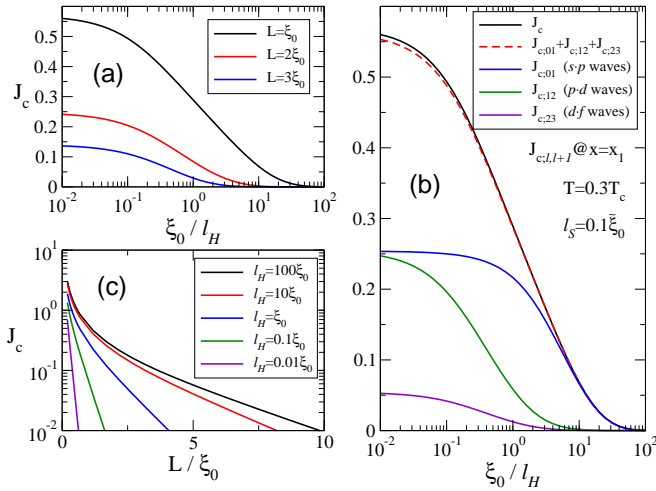 0.5
0.4
0.3
0.2
0.1
0
J_c
(a)
L=ξ_0
L=2ξ_0
L=3ξ_0
10^-2 10^-1 10^0 10^1 10^2
ξ_0 / l_H
10^1
10^0
10^-1
10^-2
J_c
(c)
l_H=100ξ_0
l_H=10ξ_0
l_H=ξ_0
l_H=0.1ξ_0
l_H=0.01ξ_0
0 5 10
L / ξ_0
0.6
0.5
0.4
0.3
0.2
0.1
0
(b)
J_c
J_c;01+J_c;12+J_c;23
J_c;01 (s-p waves)
J_c;12 (p-d waves)
J_c;23 (d-f waves)
J_c;l,l+1@x=x_1
T=0.3T_c
l_S=0.1ξ̃_0
10^-2 10^-1 10^0 10^1 10^2
ξ_0 / l_H